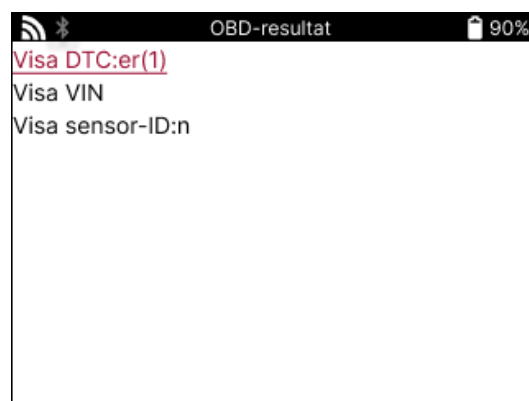 OBD-resultat 90%
Visa DTC:er(1)
Visa VIN
Visa sensor-ID:n